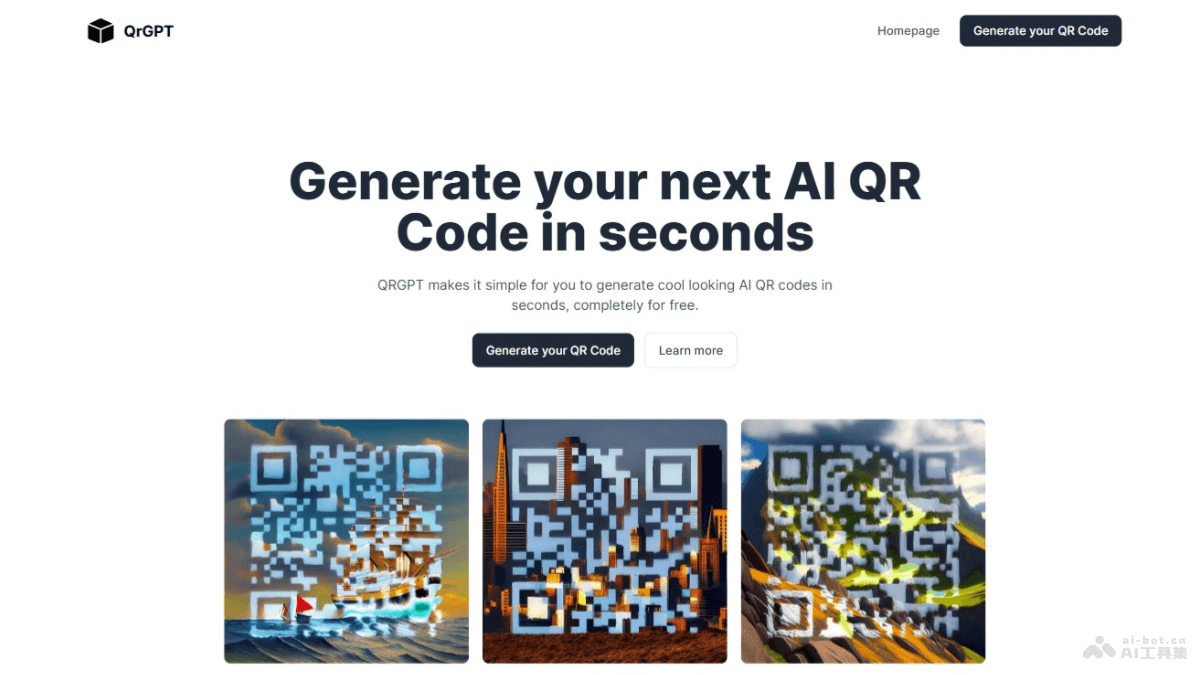 QrGPT
Homepage
Generate your QR Code
Generate your next AI QR
Code in seconds
QRGPT makes it simple for you to generate cool looking AI QR codes in
seconds, completely for free.
Generate your QR Code
Learn more
ai-bot.cn
AI工具集